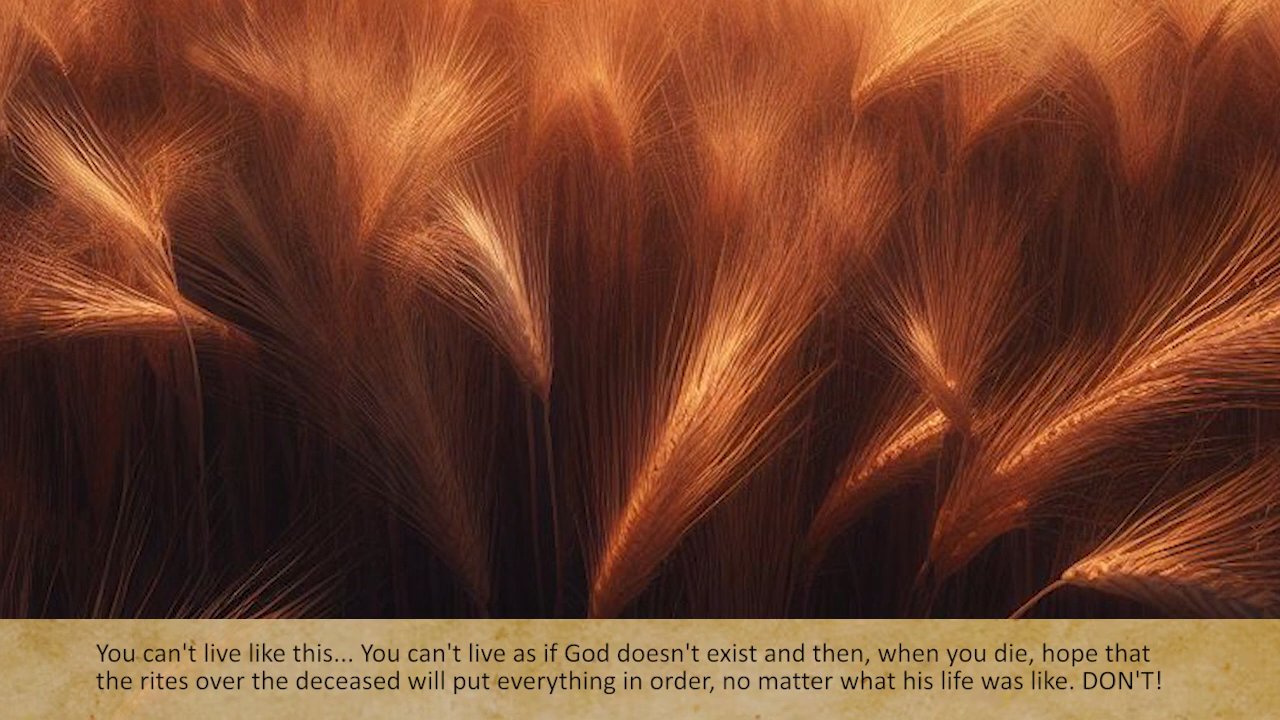 You can't live like this... You can't live as if God doesn't exist and then, when you die, hope that
the rites over the deceased will put everything in order, no matter what his life was like. DON'T!